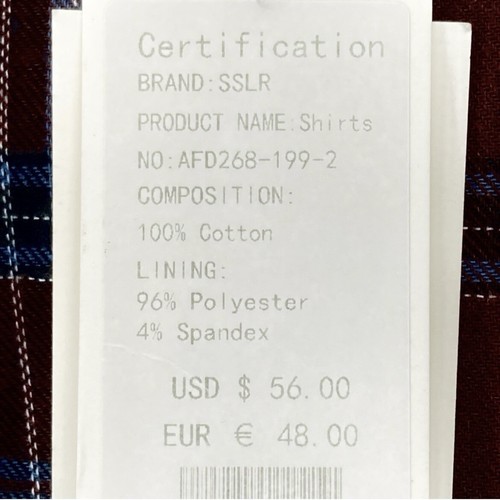 Certification
BRAND:SSLR
PRODUCT NAME:Shirts
NO:AFD268-199-2
COMPOSITION:
100% Cotton
LINING:
96% Polyester
4% Spandex
USD $ 56.00
EUR € 48.00